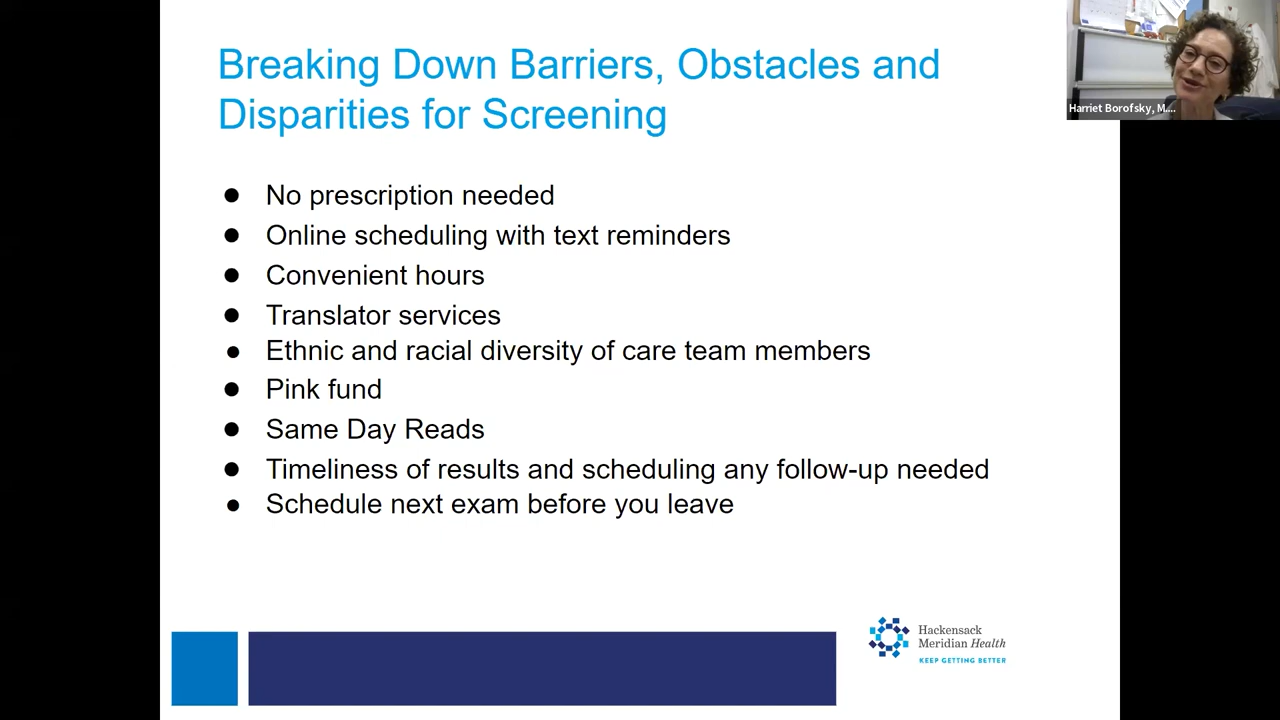 Breaking Down Barriers, Obstacles and
Disparities for Screening
Harriet Borofsky, M....
● No prescription needed
● Online scheduling with text reminders
● Convenient hours
● Translator services
● Ethnic and racial diversity of care team members
● Pink fund
● Same Day Reads
● Timeliness of results and scheduling any follow-up needed
● Schedule next exam before you leave
Hackensack
Meridian Health
KEEP GETTING BETTER